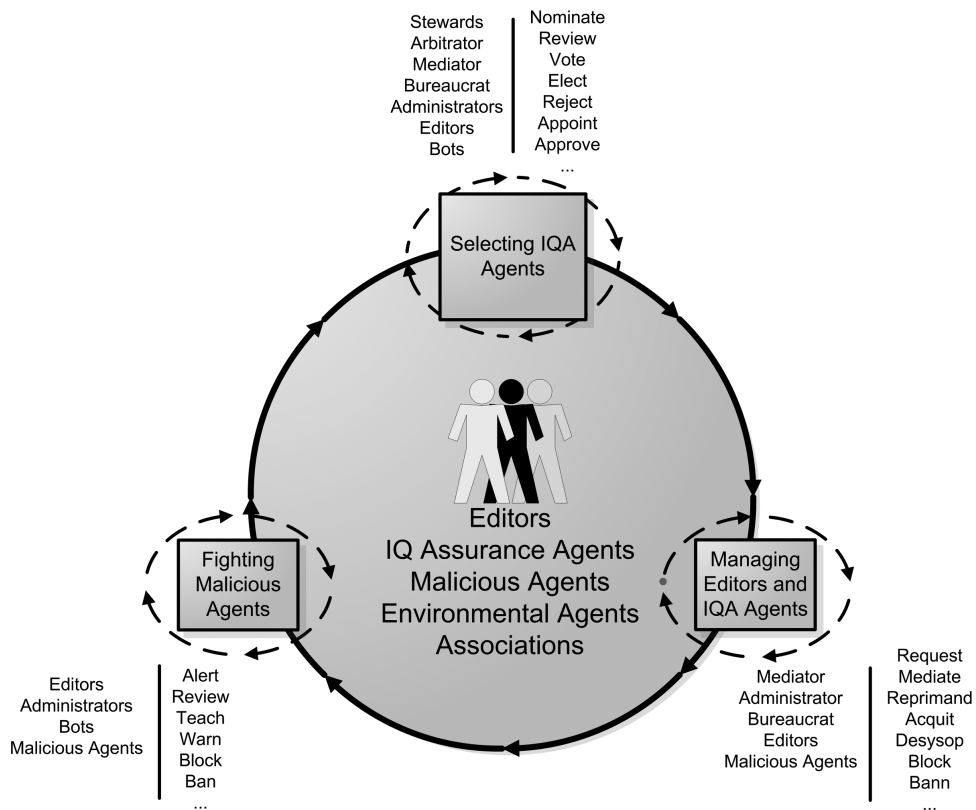 Stewards
Arbitrator
Mediator
Bureaucrat
Administrators
Editors
Bots
Nominate
Review
Vote
Elect
Reject
Appoint
Approve
...
Selecting IQA
Agents
Editors
IQ Assurance Agents
Malicious Agents
Environmental Agents
Associations
Fighting
Malicious
Agents
Managing
Editors and
IQA Agents
Editors
Administrators
Bots
Malicious Agents
Alert
Review
Teach
Warn
Block
Ban
...
Mediator
Administrator
Bureaucrat
Editors
Malicious Agents
Request
Mediate
Reprimand
Acquit
Desysop
Block
Bann
...